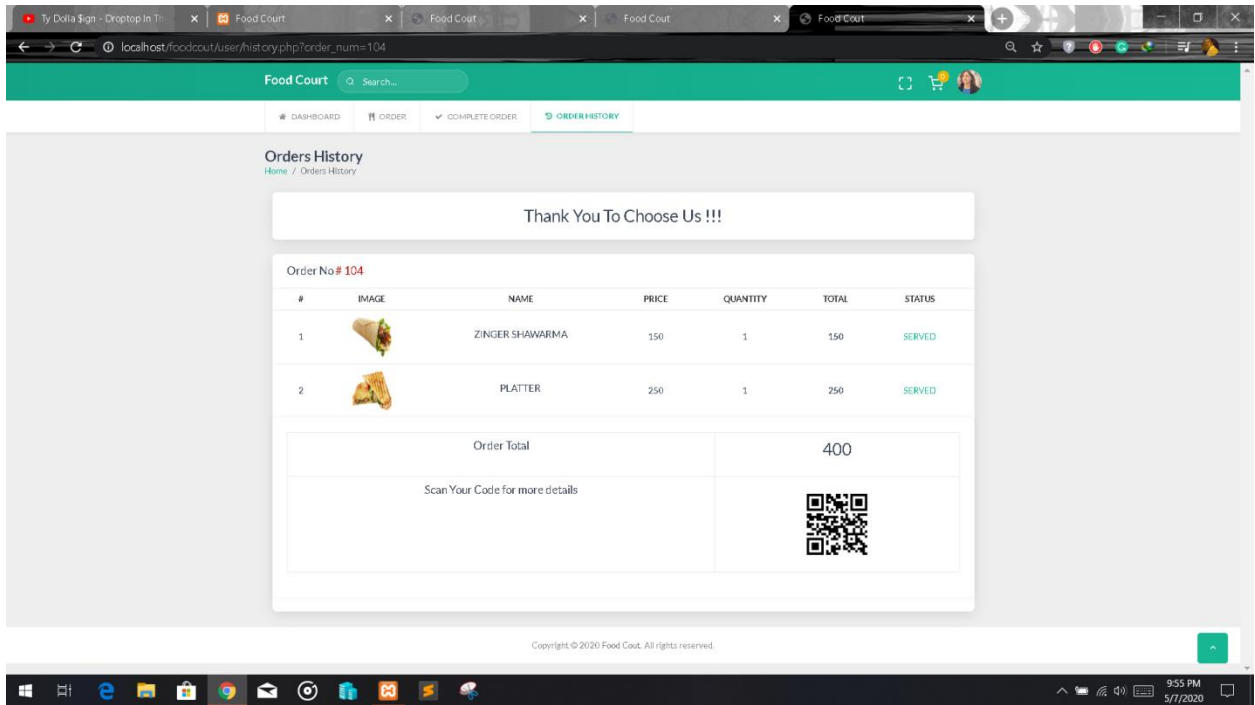 Ty Dolla $ign - Droptop In Th
Food Court
Food Cout
Food Cout
Food Cout
localhost/foodcout/user/history.php?order_num=104
Food Court
Search...
0
DASHBOARD
ORDER
COMPLETE ORDER
ORDER HISTORY
Orders History
Home / Orders History
Thank You To Choose Us !!!
Order No # 104
# IMAGE NAME PRICE QUANTITY TOTAL STATUS
1 ZINGER SHAWARMA 150 1 150 SERVED
2 PLATTER 250 1 250 SERVED
Order Total 400
Scan Your Code for more details
Copyright © 2020 Food Cout. All rights reserved.
9:55 PM
5/7/2020